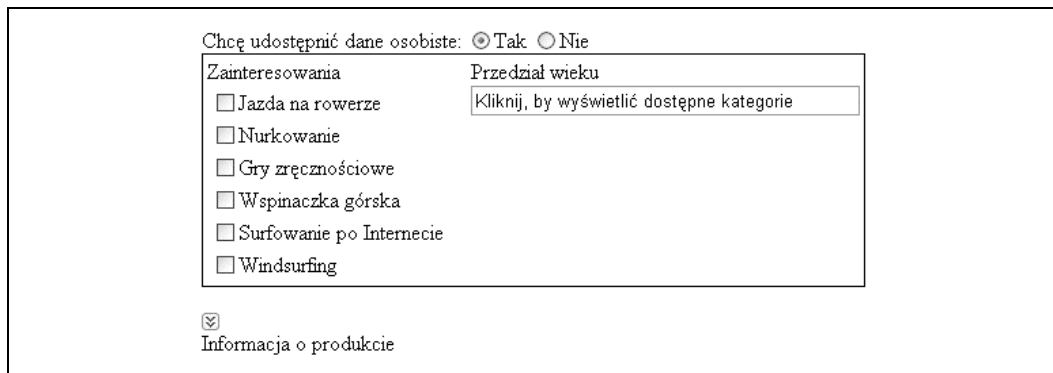 Chcę udostępnić dane osobiste: Tak Nie
Zainteresowania
Jazda na rowerze
Nurkowanie
Gry zręcznościowe
Wspinaczka górska
Surfowanie po Internecie
Windsurfing
Przedział wieku
Kliknij, by wyświetlić dostępne kategorie
Informacja o produkcie